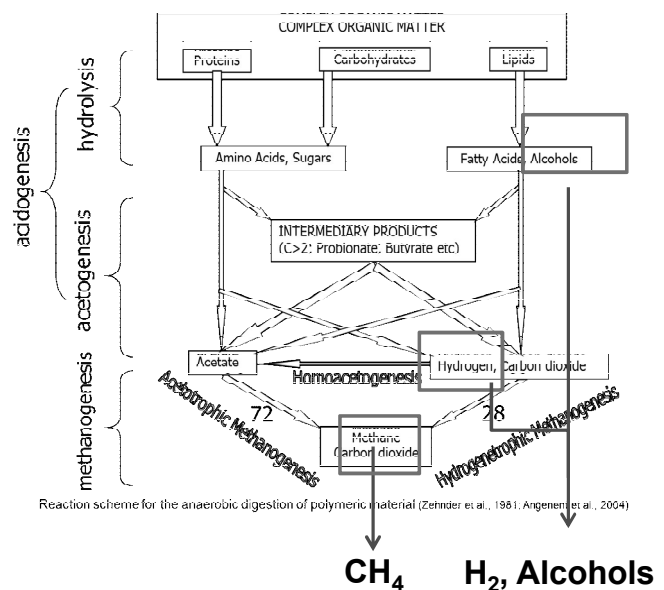 COMPLEX ORGANIC MATTER
Proteins
Carbohydrates
Lipids
hydrolysis
acidogenesis
Amino Acids, Sugars
Fatty Acids, Alcohols
INTERMEDIARY PRODUCTS
(C>2; Probionate; Butyrate etc)
acetogenesis
Acetate
Homoacetogenesis
Hydrogen, Carbon dioxide
72
28
Acetotrophic Methanogenesis
Hydrogenetrophic Methanogenesis
methanogenesis
Methane
Carbon dioxide
Reaction scheme for the anaerobic digestion of polymeric material (Zehnder et al., 1981; Angenent et al., 2004)
CH₄
H₂, Alcohols